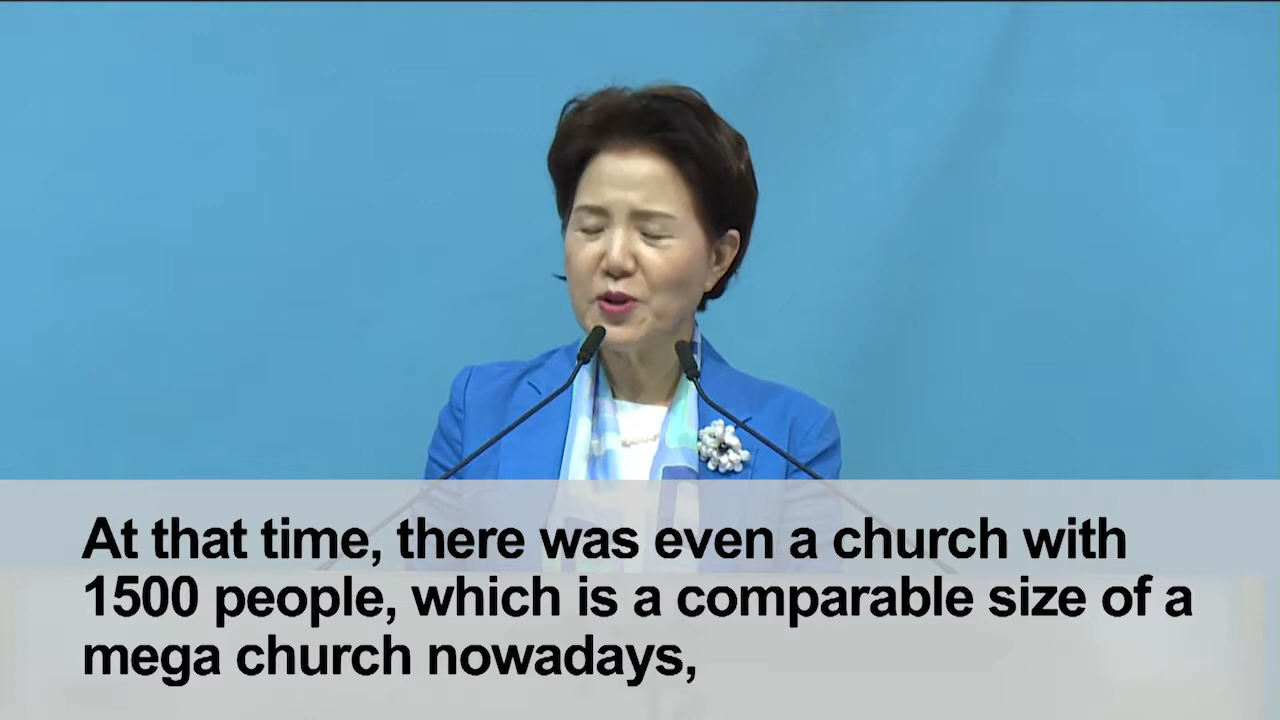 At that time, there was even a church with
1500 people, which is a comparable size of a
mega church nowadays,